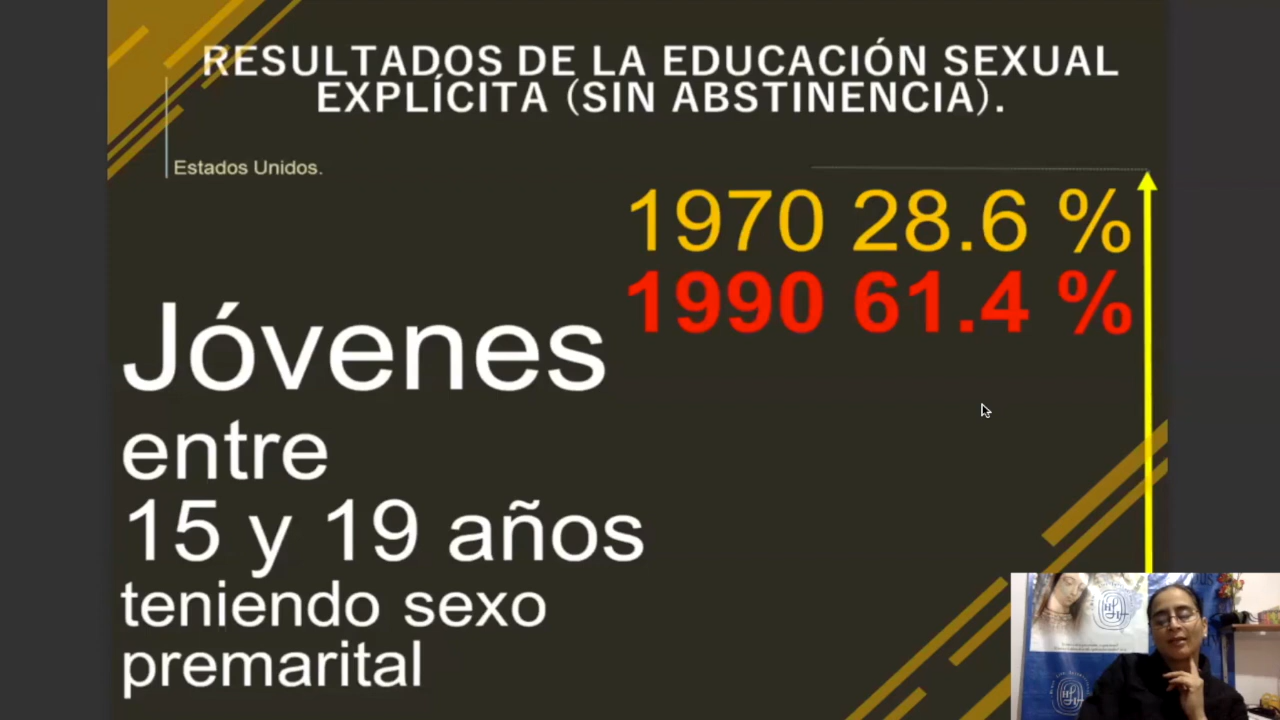 RESULTADOS DE LA EDUCACIÓN SEXUAL
EXPLÍCITA (SIN ABSTINENCIA).
Estados Unidos.
1970 28.6 %
1990 61.4 %
Jóvenes
entre
15 y 19 años
teniendo sexo
premarital